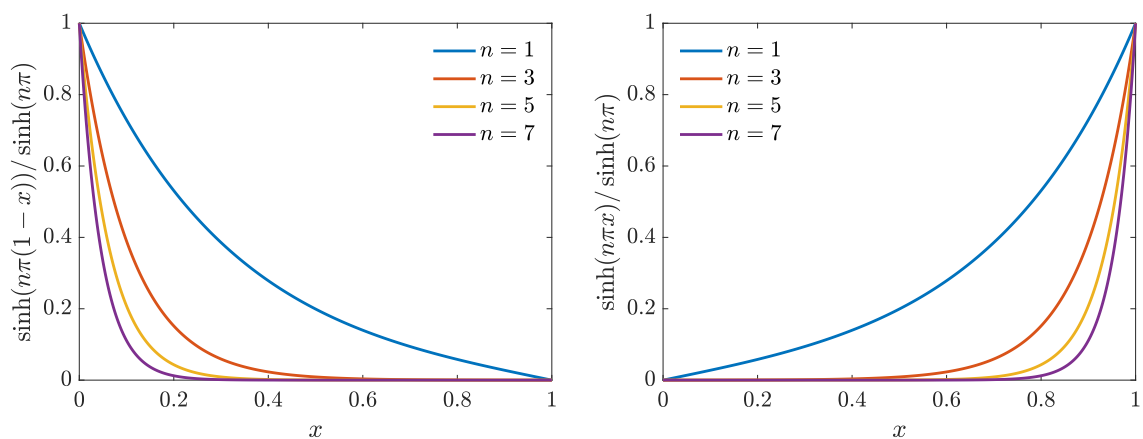 sinh(nπ(1 − x))/ sinh(nπ)
1
0.8
0.6
0.4
0.2
0
0
0.2
0.4
0.6
0.8
1
x
n = 1
n = 3
n = 5
n = 7
sinh(nπx)/ sinh(nπ)
1
0.8
0.6
0.4
0.2
0
0
0.2
0.4
0.6
0.8
1
x
n = 1
n = 3
n = 5
n = 7